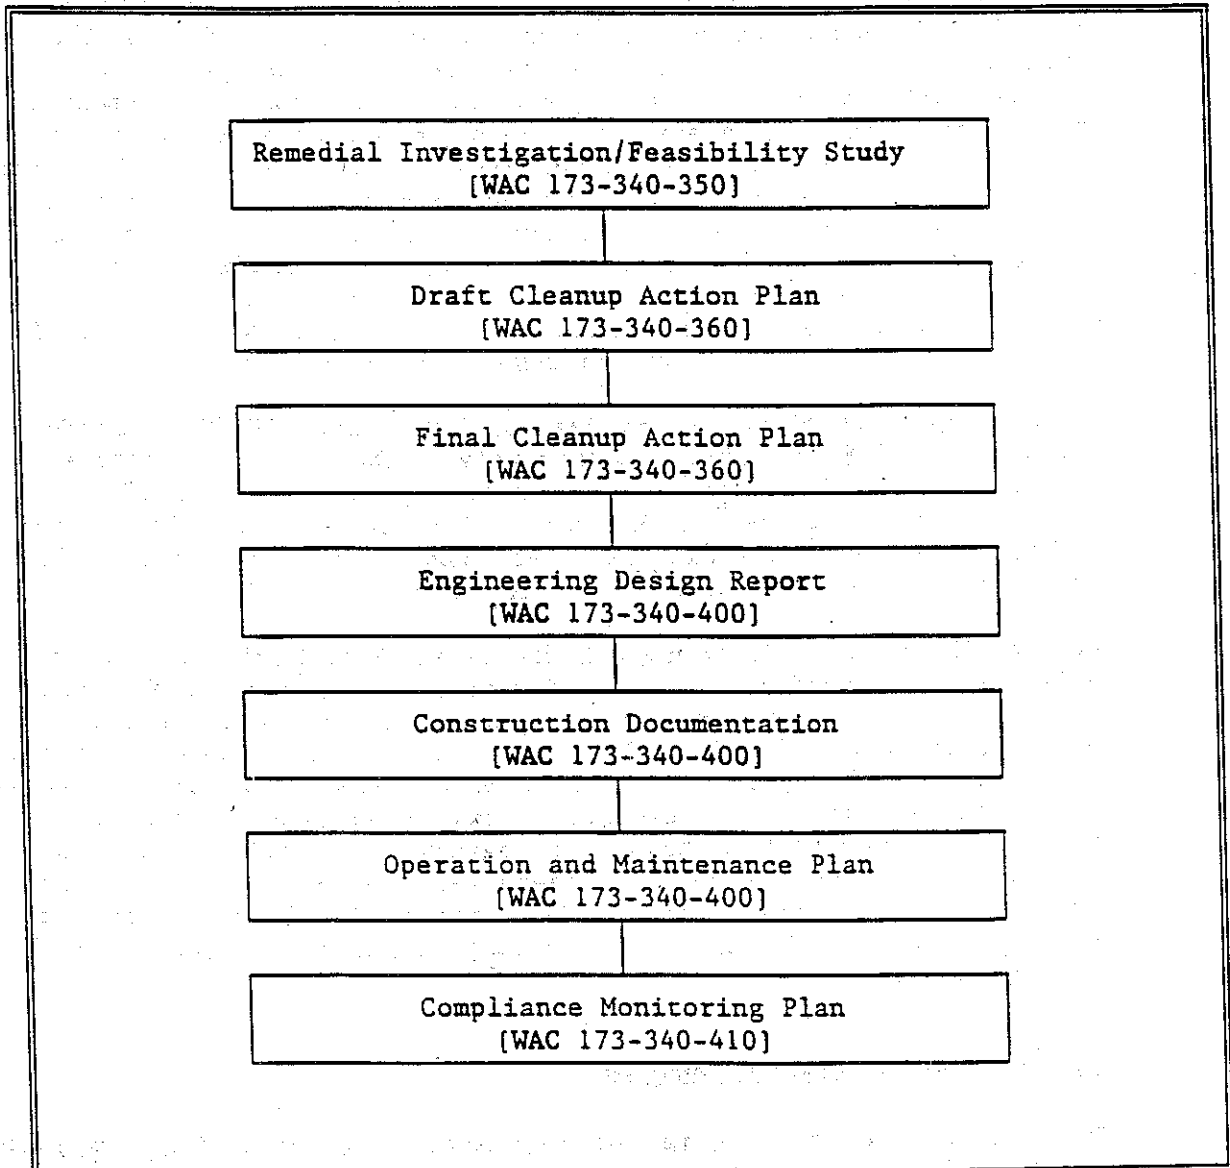 Remedial Investigation/Feasibility Study
[WAC 173-340-350]
Draft Cleanup Action Plan
[WAC 173-340-360]
Final Cleanup Action Plan
[WAC 173-340-360]
Engineering Design Report
[WAC 173-340-400]
Construction Documentation
[WAC 173-340-400]
Operation and Maintenance Plan
[WAC 173-340-400]
Compliance Monitoring Plan
[WAC 173-340-410]